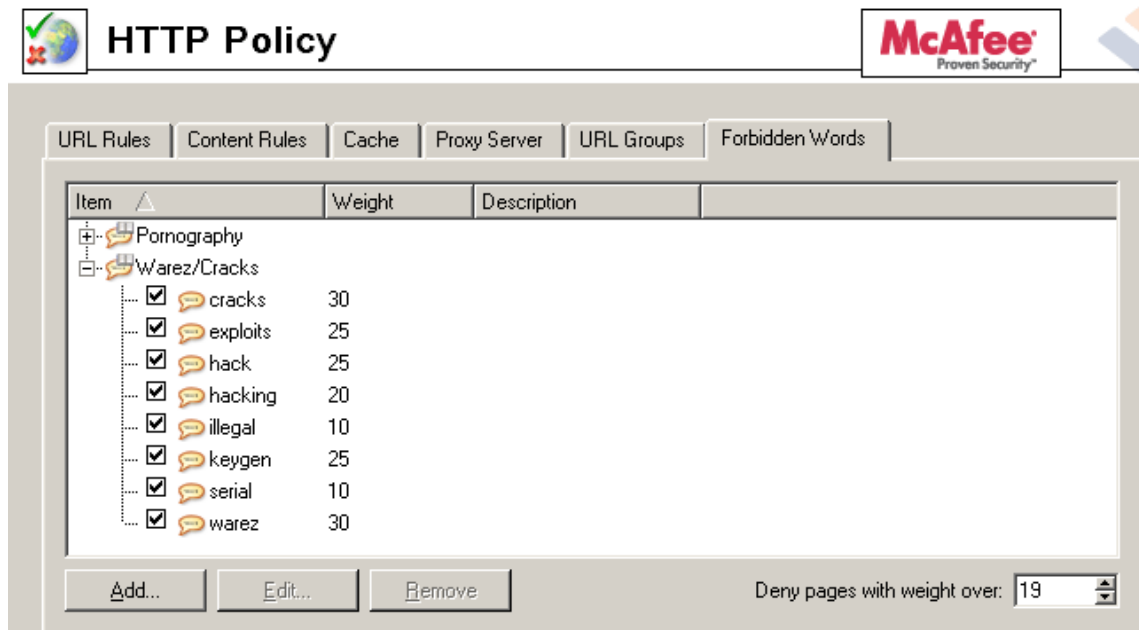 HTTP Policy
McAfee
Proven Security™
URL Rules Content Rules Cache Proxy Server URL Groups Forbidden Words
Item Weight Description
Pornography
Warez/Cracks
cracks 30
exploits 25
hack 25
hacking 20
illegal 10
keygen 25
serial 10
warez 30
Add... Edit... Remove Deny pages with weight over: 19